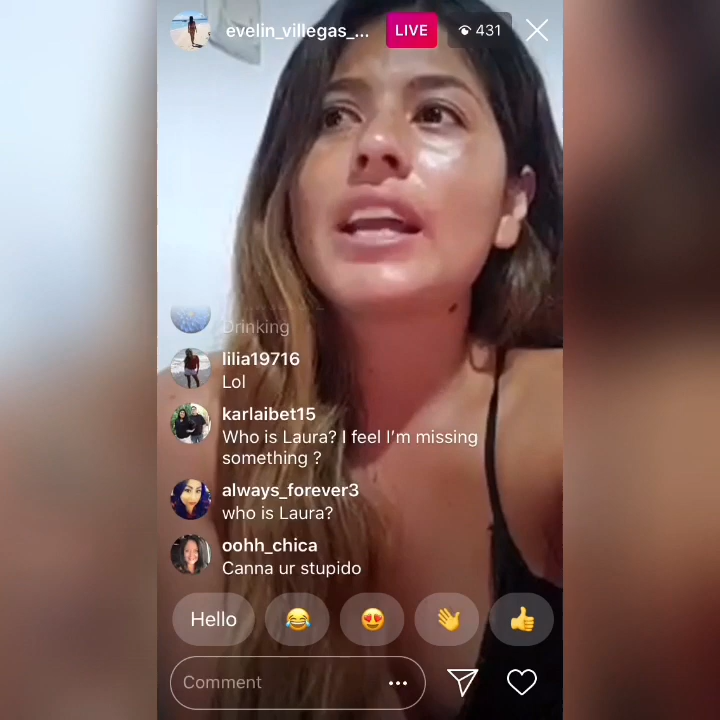 evelin_villegas_...
LIVE
431
Drinking
lilia19716
Lol
karlaibet15
Who is Laura? I feel I'm missing
something ?
always_forever3
who is Laura?
oohh_chica
Canna ur stupido
Hello
Comment